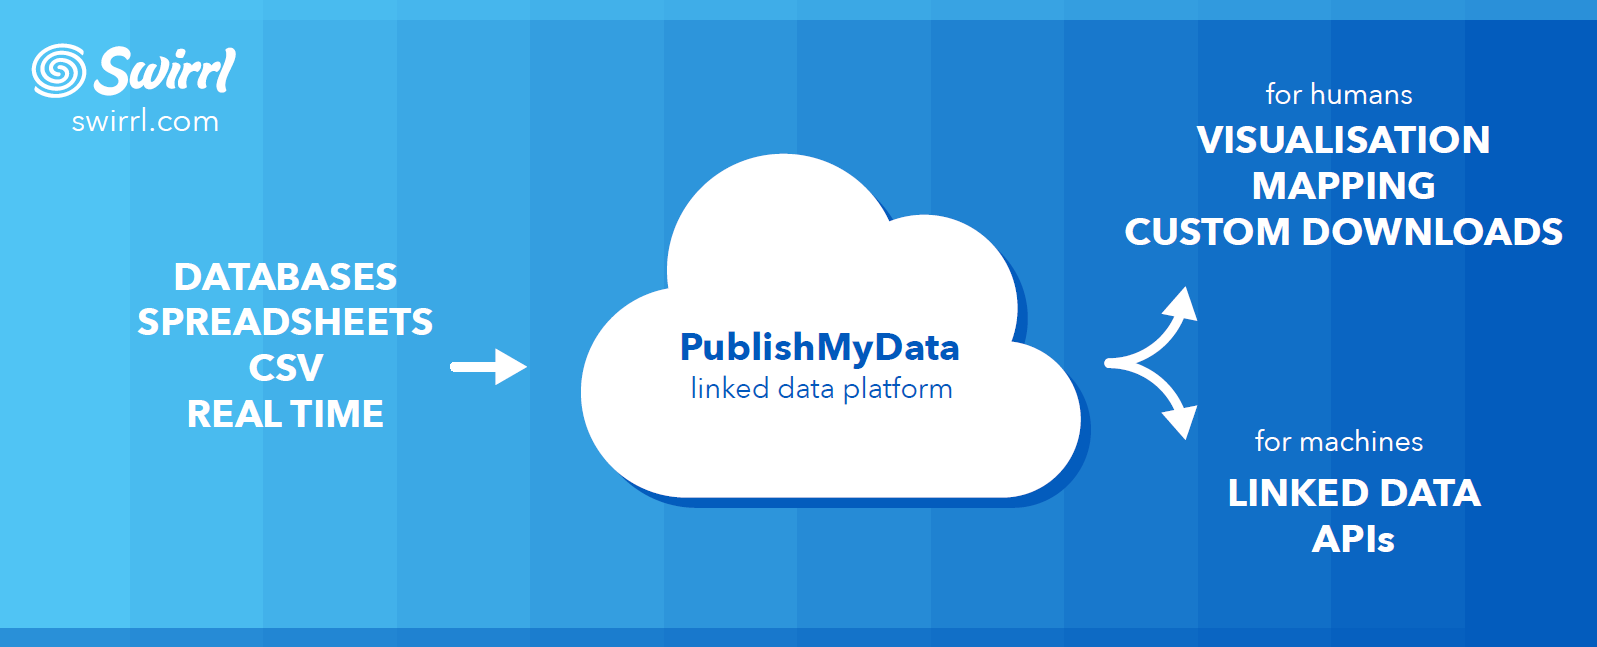 Swirrl
swirrl.com
DATABASES
SPREADSHEETS
CSV
REAL TIME
PublishMyData
linked data platform
for humans
VISUALISATION
MAPPING
CUSTOM DOWNLOADS
for machines
LINKED DATA
APIs